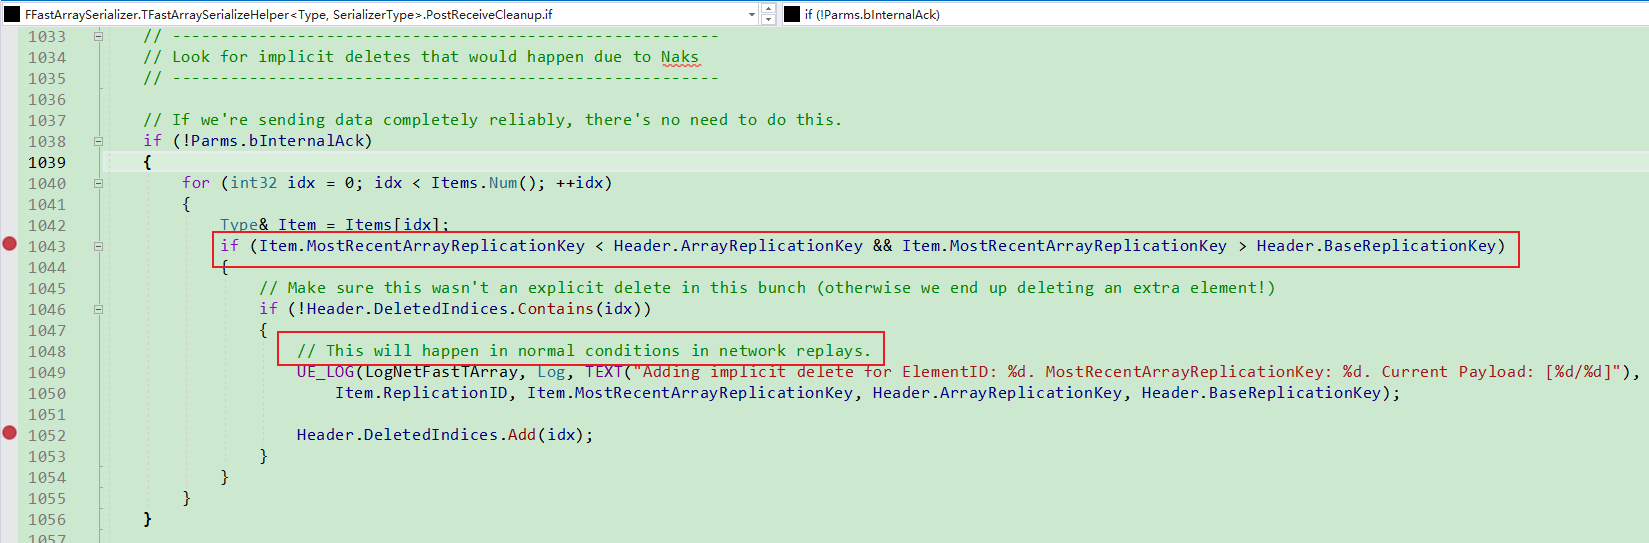 FFastArraySerializer.TFastArraySerializeHelper<Type, SerializerType>.PostReceiveCleanup.if if (!Parms.bInternalAck)
1033 // ---------------------------------------------------------
1034 // Look for implicit deletes that would happen due to Naks
1035 // ---------------------------------------------------------
1036
1037 // If we're sending data completely reliably, there's no need to do this.
1038 if (!Parms.bInternalAck)
1039 {
1040 for (int32 idx = 0; idx < Items.Num(); ++idx)
1041 {
1042 Type& Item = Items[idx];
1043 if (Item.MostRecentArrayReplicationKey < Header.ArrayReplicationKey && Item.MostRecentArrayReplicationKey > Header.BaseReplicationKey)
1044 {
1045 // Make sure this wasn't an explicit delete in this bunch (otherwise we end up deleting an extra element!)
1046 if (!Header.DeletedIndices.Contains(idx))
1047 {
1048 // This will happen in normal conditions in network replays.
1049 UE_LOG(LogNetFastTArray, Log, TEXT("Adding implicit delete for ElementID: %d. MostRecentArrayReplicationKey: %d. Current Payload: [%d/%d]"),
1050 Item.ReplicationID, Item.MostRecentArrayReplicationKey, Header.ArrayReplicationKey, Header.BaseReplicationKey);
1051
1052 Header.DeletedIndices.Add(idx);
1053 }
1054 }
1055 }
1056 }
1057